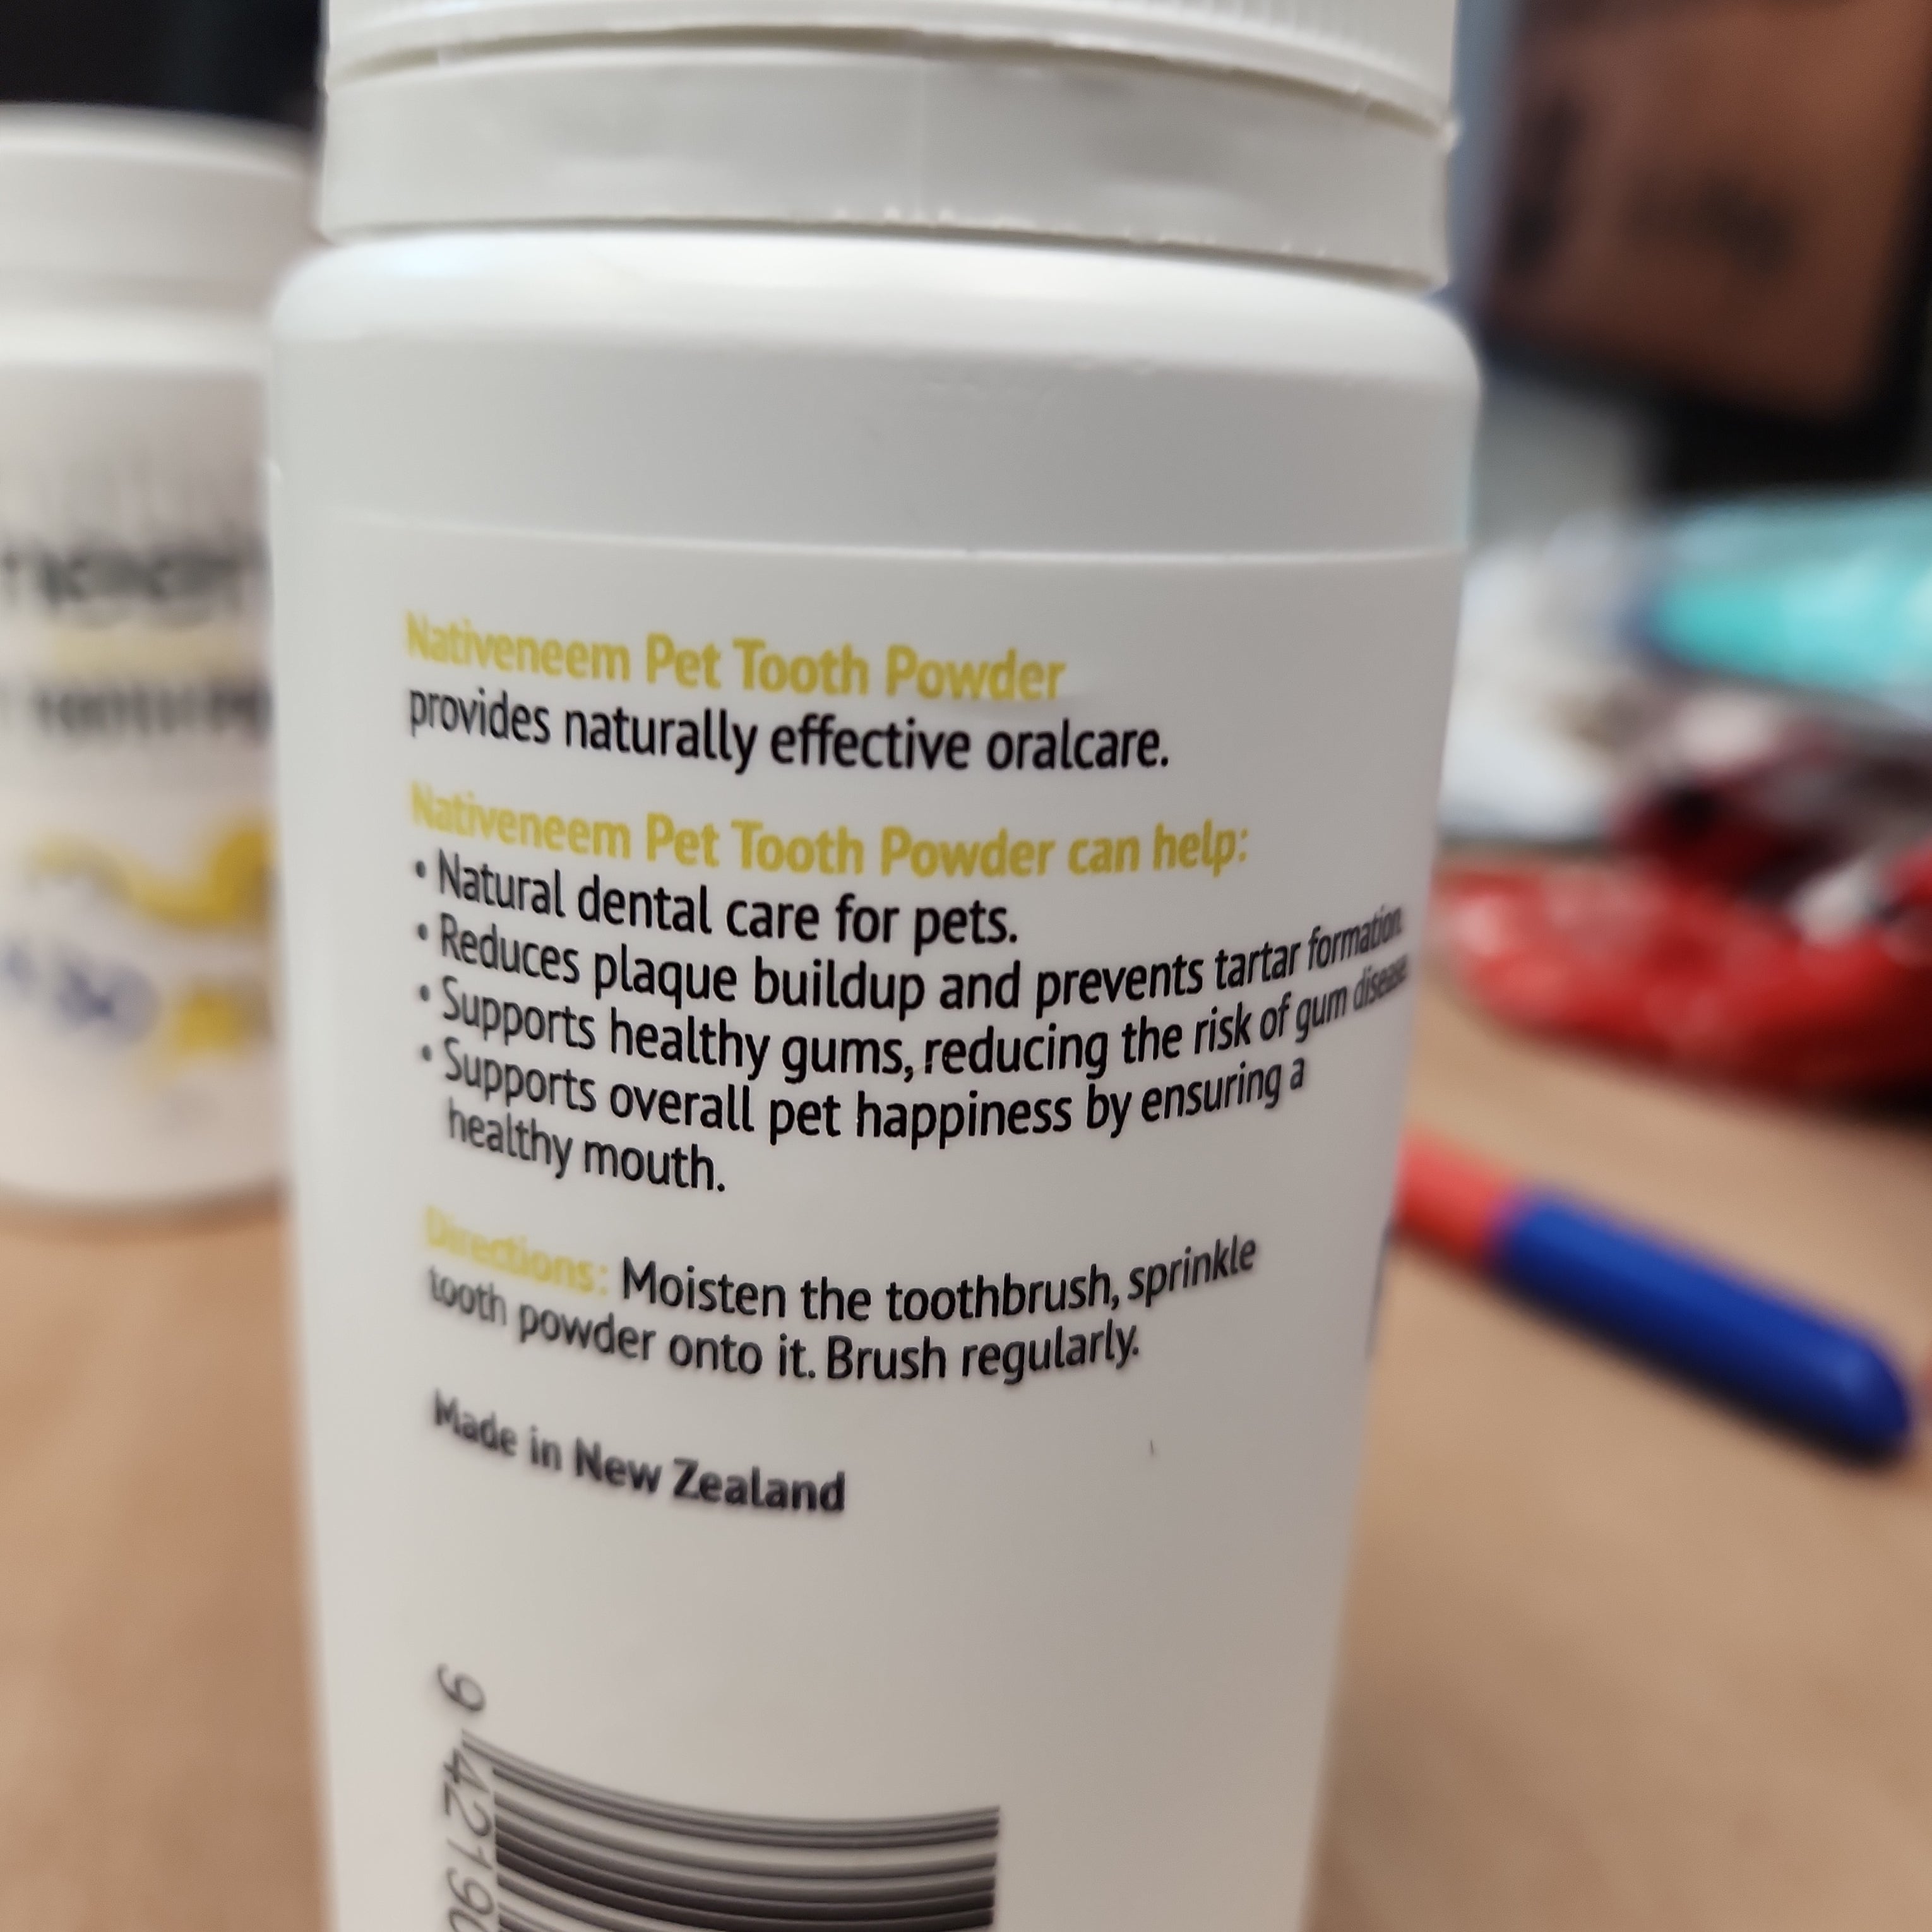 Nativeneem Pet Tooth Powder
provides naturally effective oralcare.
Nativeneem Pet Tooth Powder can help:
• Natural dental care for pets.
• Reduces plaque buildup and prevents tartar formation.
• Supports healthy gums, reducing the risk of gum disease.
• Supports overall pet happiness by ensuring a
healthy mouth.
Directions: Moisten the toothbrush, sprinkle
tooth powder onto it. Brush regularly.
Made in New Zealand
9 42190